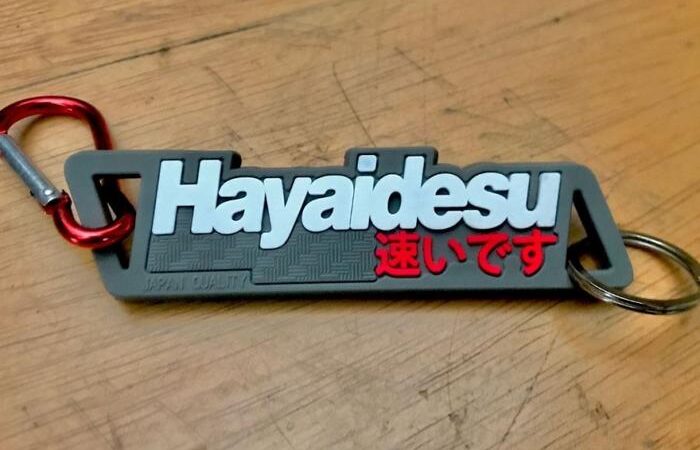 Hayaidesu
速いです
JAPAN QUALITY